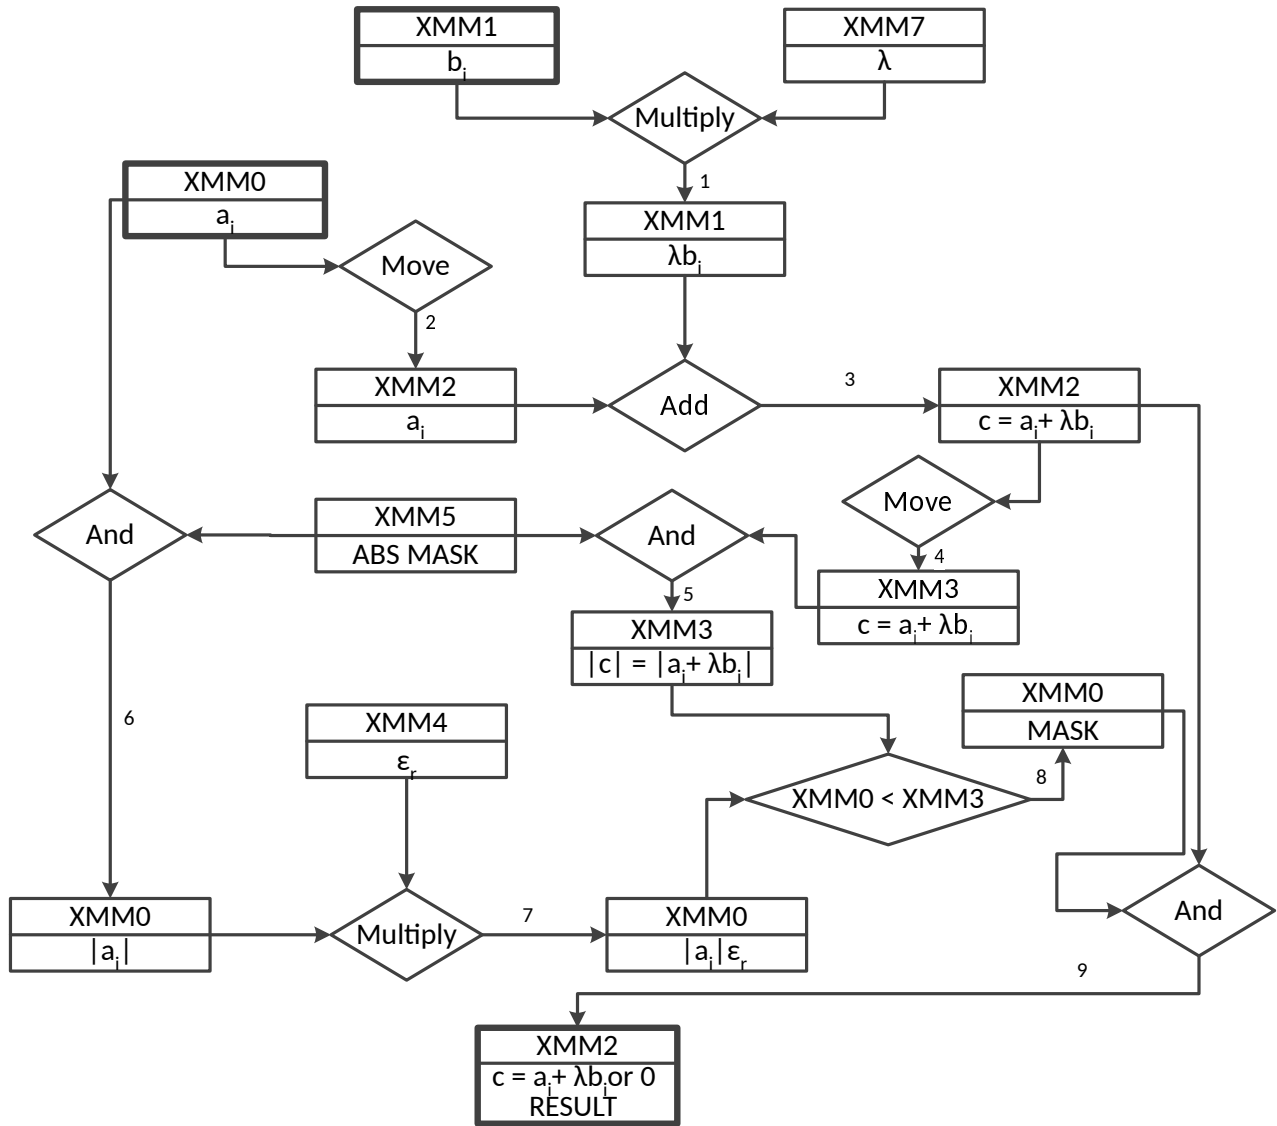 XMM1
bᵢ
XMM7
λ
Multiply
1
XMM0
aᵢ
XMM1
λbᵢ
Move
2
XMM2
aᵢ
Add
3
XMM2
c = aᵢ+ λbᵢ
And
XMM5
ABS MASK
And
Move
4
XMM3
c = aᵢ+ λbᵢ
5
XMM3
|c| = |aᵢ+ λbᵢ|
6
XMM4
εᵣ
XMM0
MASK
XMM0 < XMM3
8
XMM0
|aᵢ|
Multiply
7
XMM0
|aᵢ|εᵣ
And
9
XMM2
c = aᵢ+ λbᵢor 0
RESULT